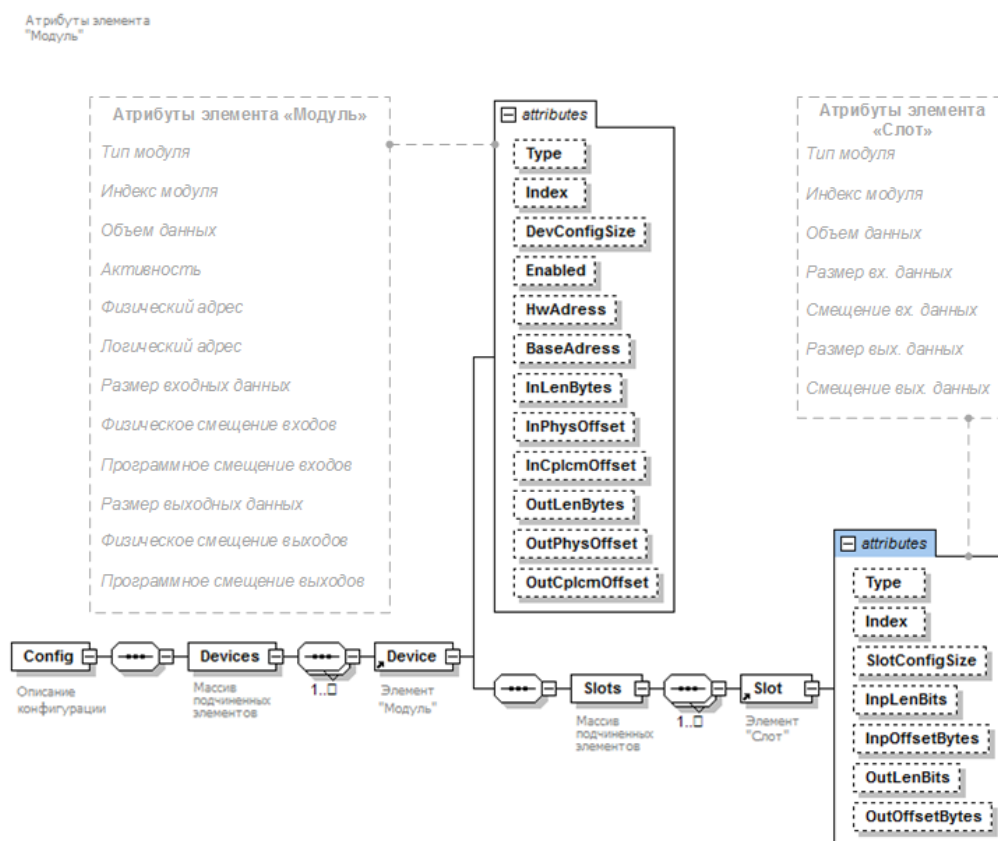 Атрибуты элемента
"Модуль"
Атрибуты элемента «Модуль»
Тип модуля
Индекс модуля
Объем данных
Активность
Физический адрес
Логический адрес
Размер входных данных
Физическое смещение входов
Программное смещение входов
Размер выходных данных
Физическое смещение выходов
Программное смещение выходов
attributes
Type
Index
DevConfigSize
Enabled
HwAdress
BaseAdress
InLenBytes
InPhysOffset
InCplcmOffset
OutLenBytes
OutPhysOffset
OutCplcmOffset
Атрибуты элемента
«Слот»
Тип модуля
Индекс модуля
Объем данных
Размер вх. данных
Смещение вх. данных
Размер вых. данных
Смещение вых. данных
Config
Описание
конфигурации
Devices
Массив
подчиненных
элементов
1..□
Device
Элемент
"Модуль"
Slots
Массив
подчиненных
элементов
1..□
Slot
Элемент
"Слот"
attributes
Type
Index
SlotConfigSize
InpLenBits
InpOffsetBytes
OutLenBits
OutOffsetBytes